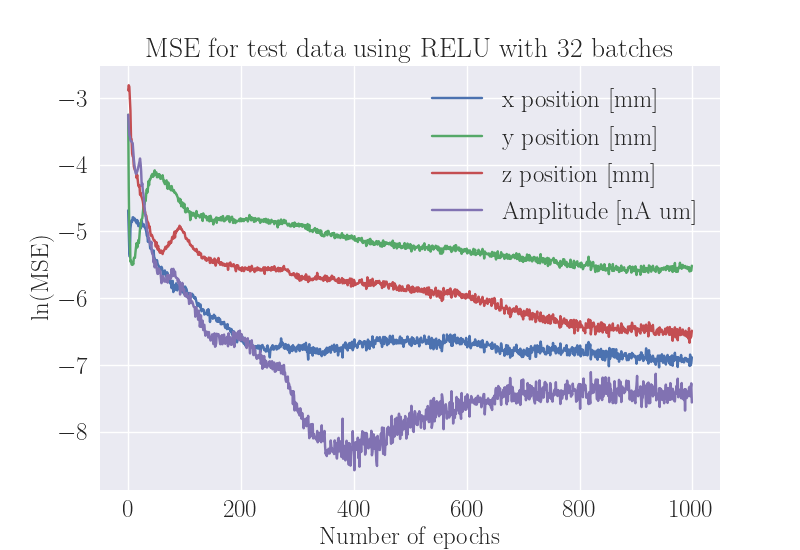 MSE for test data using RELU with 32 batches
x position [mm]
y position [mm]
z position [mm]
Amplitude [nA um]
ln(MSE)
−3
−4
−5
−6
−7
−8
0 200 400 600 800 1000
Number of epochs